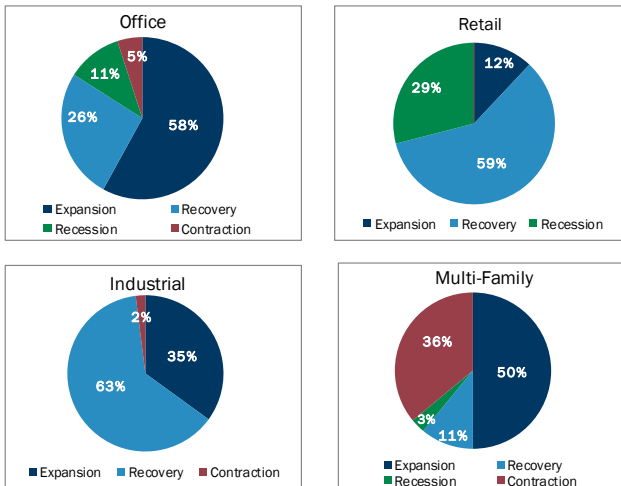 Office
5%
11%
26%
58%
Expansion Recovery
Recession Contraction
Retail
12%
29%
59%
Expansion Recovery Recession
Industrial
2%
35%
63%
Expansion Recovery Contraction
Multi-Family
36%
50%
3%
11%
Expansion Recovery
Recession Contraction